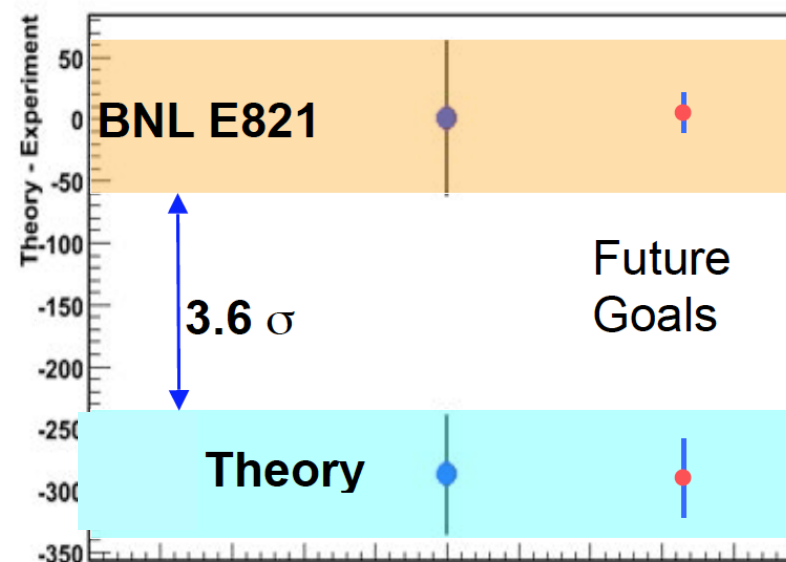 Theory - Experiment
50
0
-50
-100
-150
-200
-250
-300
-350
BNL E821
3.6 σ
Future
Goals
Theory